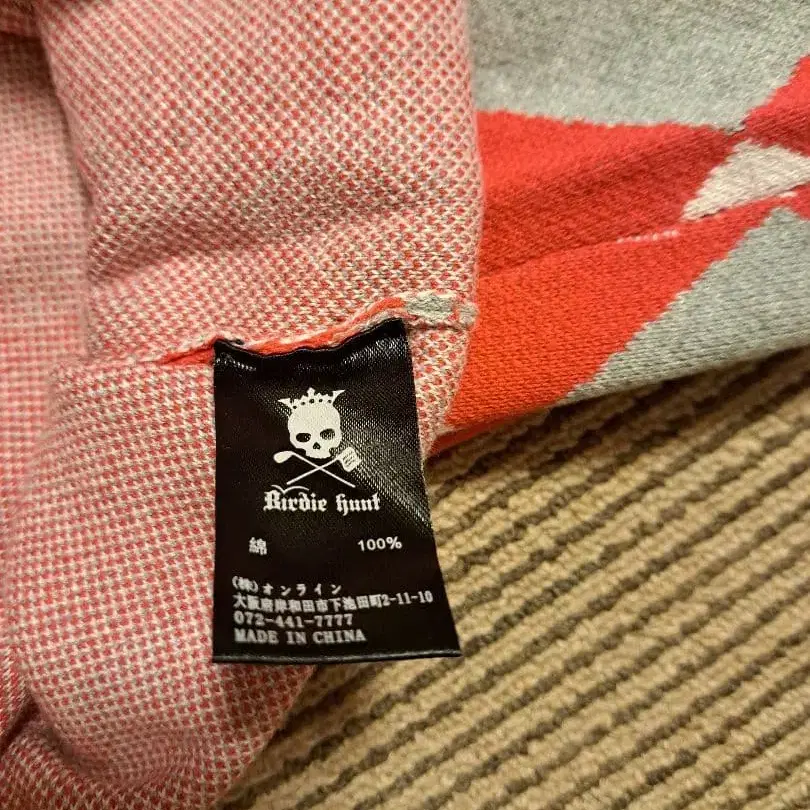 Birdie Hunt
綿 100%
(株)オンライン
大阪府岸和田市下池田町2-11-10
072-441-7777
MADE IN CHINA